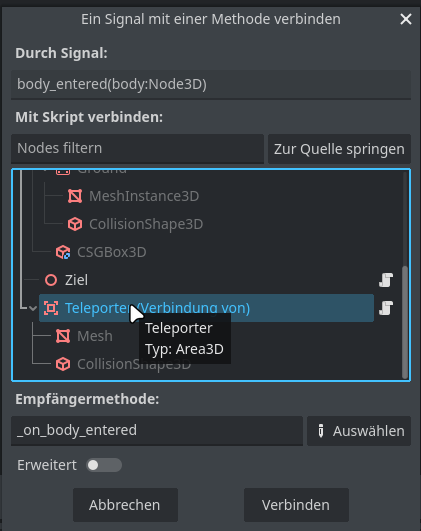 Ein Signal mit einer Methode verbinden
Durch Signal:
body_entered(body:Node3D)
Mit Skript verbinden:
Nodes filtern
Zur Quelle springen
Ground
MeshInstance3D
CollisionShape3D
CSGBox3D
Ziel
Teleporter (Verbindung von)
Teleporter
Typ: Area3D
Mesh
CollisionShape3D
Empfängermethode:
_on_body_entered
Auswählen
Erweitert
Abbrechen
Verbinden